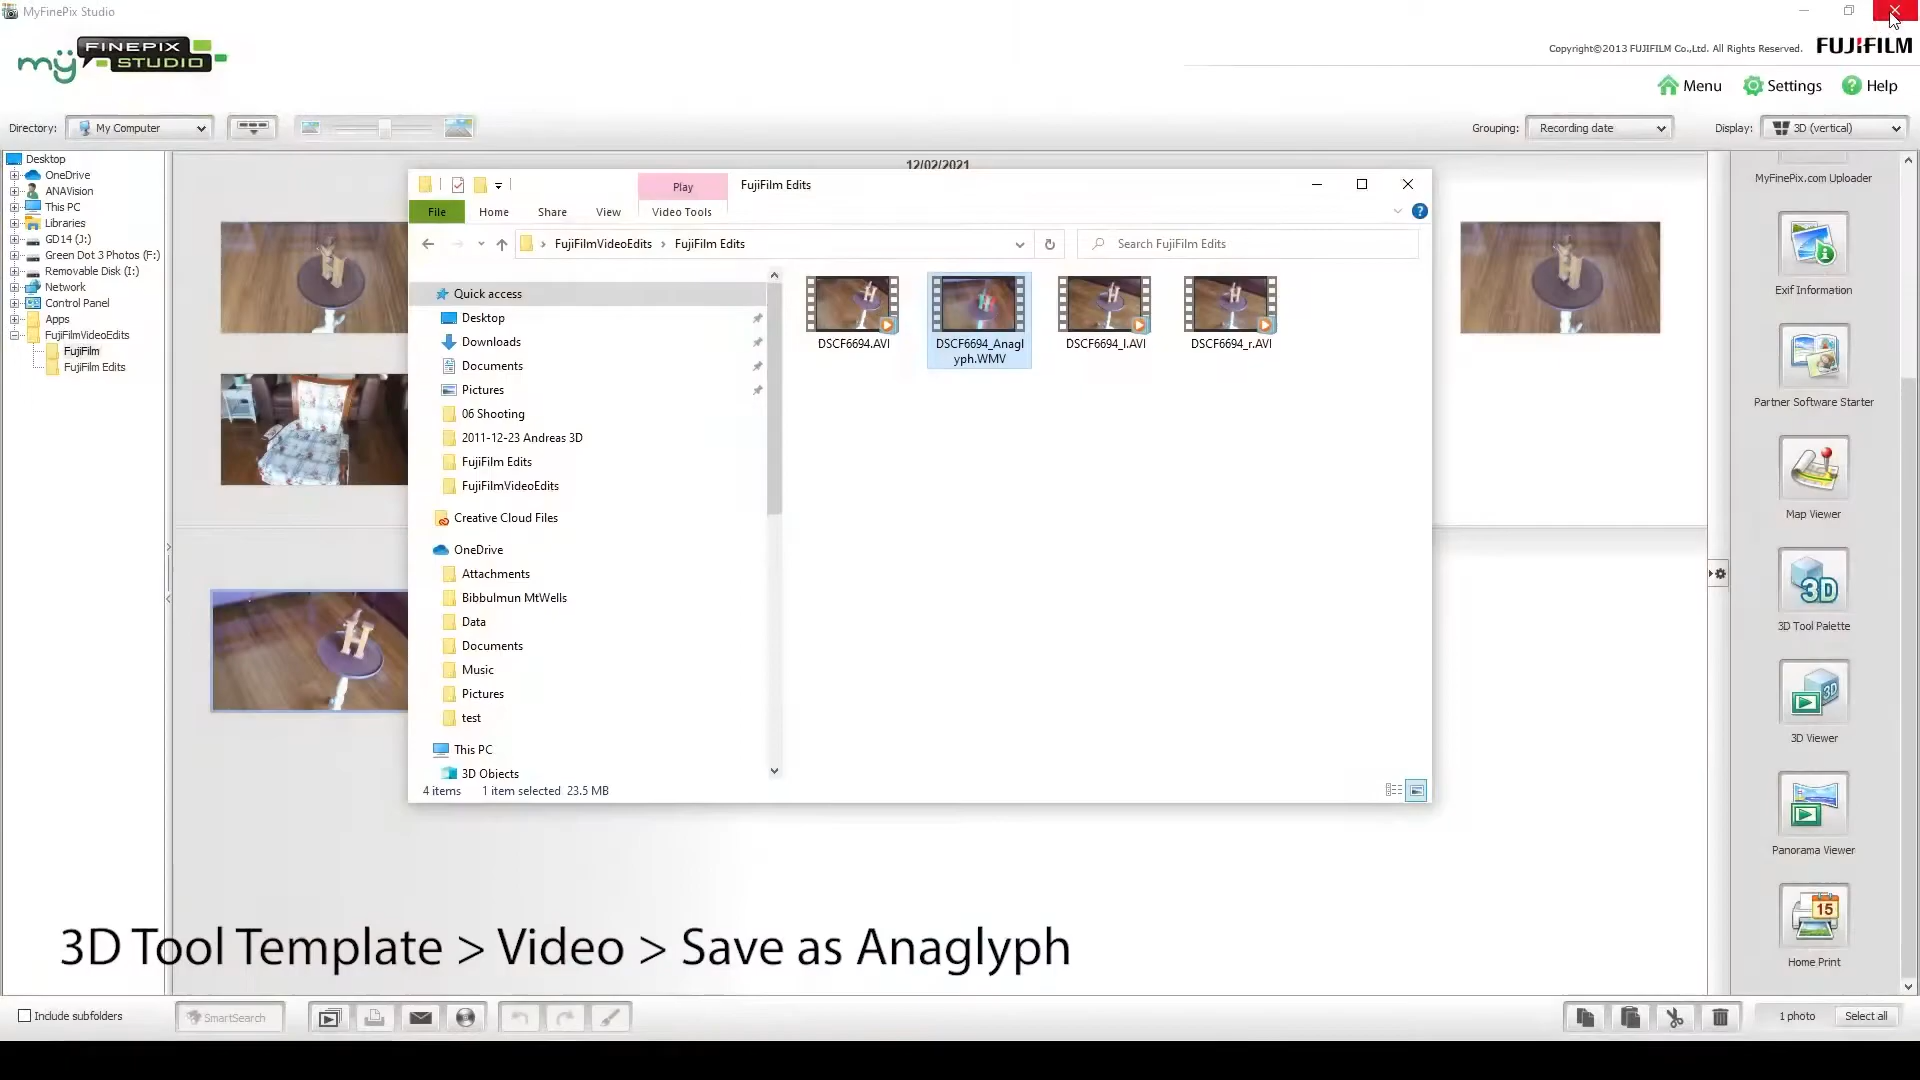 MyFinePix Studio
my FINEPIX STUDIO
Copyright©2013 FUJIFILM Co.,Ltd. All Rights Reserved. FUJIFILM
Menu
Settings
Help
Directory:
My Computer
Grouping:
Recording date
Display:
3D (vertical)
Desktop
OneDrive
ANAVision
This PC
Libraries
GD14 (J:)
Green Dot 3 Photos (F:)
Removable Disk (I:)
Network
Control Panel
Apps
FujiFilmVideoEdits
FujiFilm
FujiFilm Edits
12/02/2021
Play
FujiFilm Edits
File
Home
Share
View
Video Tools
FujiFilmVideoEdits
FujiFilm Edits
Search FujiFilm Edits
Quick access
Desktop
Downloads
Documents
Pictures
06 Shooting
2011-12-23 Andreas 3D
FujiFilm Edits
FujiFilmVideoEdits
Creative Cloud Files
OneDrive
Attachments
Bibbulmun MtWells
Data
Documents
Music
Pictures
test
This PC
3D Objects
DSCF6694.AVI
DSCF6694_Anagl
yph.WMV
DSCF6694_l.AVI
DSCF6694_r.AVI
4 items
1 item selected 23.5 MB
MyFinePix.com Uploader
Exif Information
Partner Software Starter
Map Viewer
3D
3D Tool Palette
3D
3D Viewer
Panorama Viewer
15
Home Print
3D Tool Template > Video > Save as Anaglyph
Include subfolders
SmartSearch
1 photo
Select all